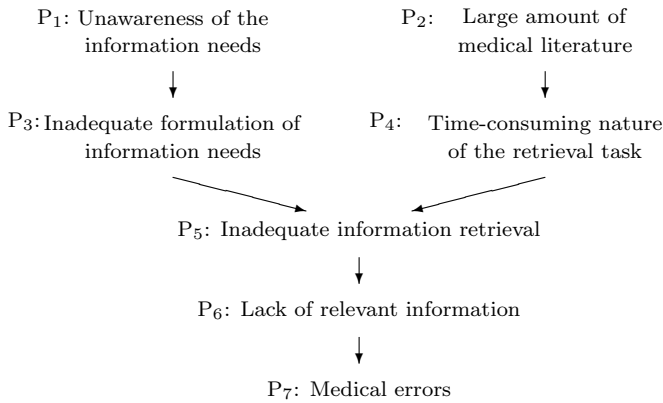 P1: Unawareness of the
information needs
P2: Large amount of
medical literature
P3: Inadequate formulation of
information needs
P4: Time-consuming nature
of the retrieval task
P5: Inadequate information retrieval
P6: Lack of relevant information
P7: Medical errors